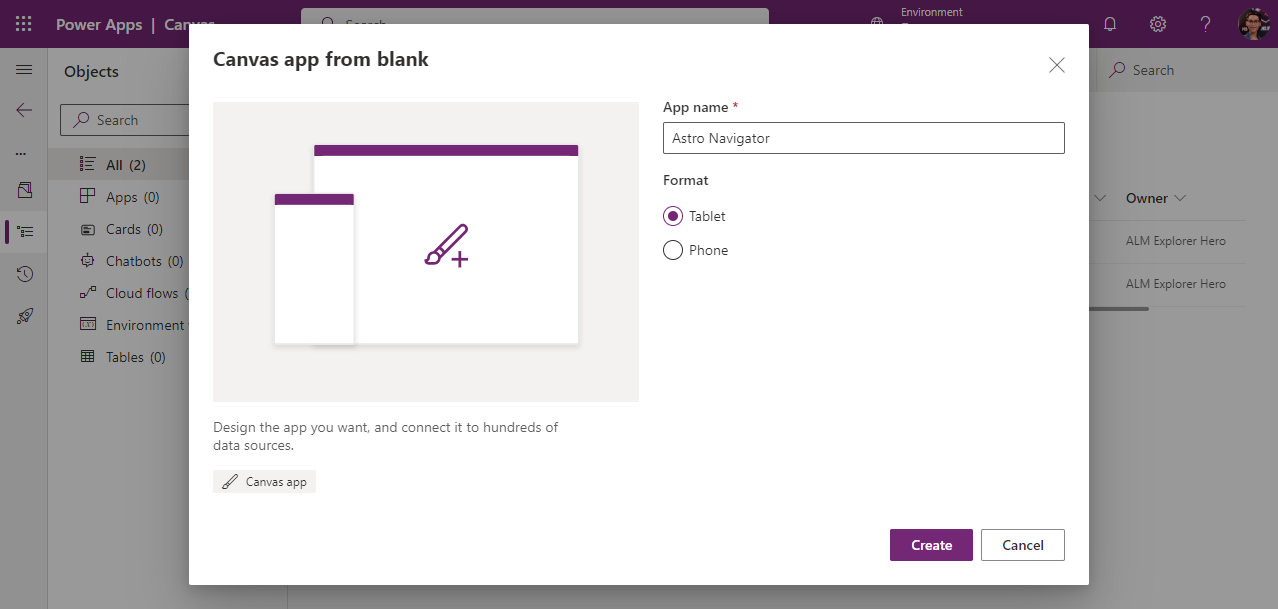 Power Apps | Canvas
Search
Environment
Objects
Search
All (2)
Apps (0)
Cards (0)
Chatbots (0)
Cloud flows (
Environment
Tables (0)
Canvas app from blank
App name *
Astro Navigator
Format
Tablet
Phone
Design the app you want, and connect it to hundreds of
data sources.
Canvas app
Create
Cancel
Search
Owner
ALM Explorer Hero
ALM Explorer Hero